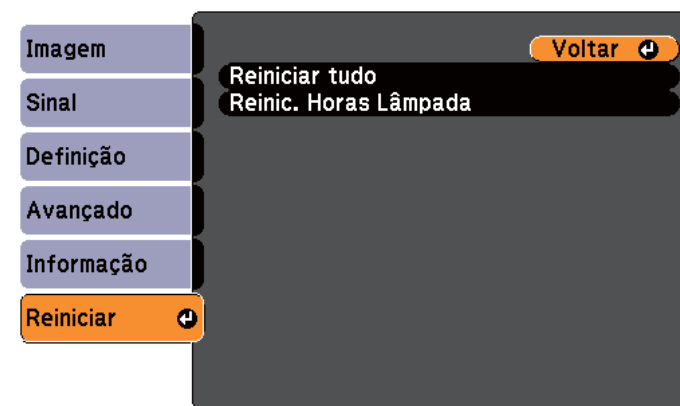 Imagem
Sinal
Definição
Avançado
Informação
Reiniciar
Voltar
Reiniciar tudo
Reinic. Horas Lâmpada